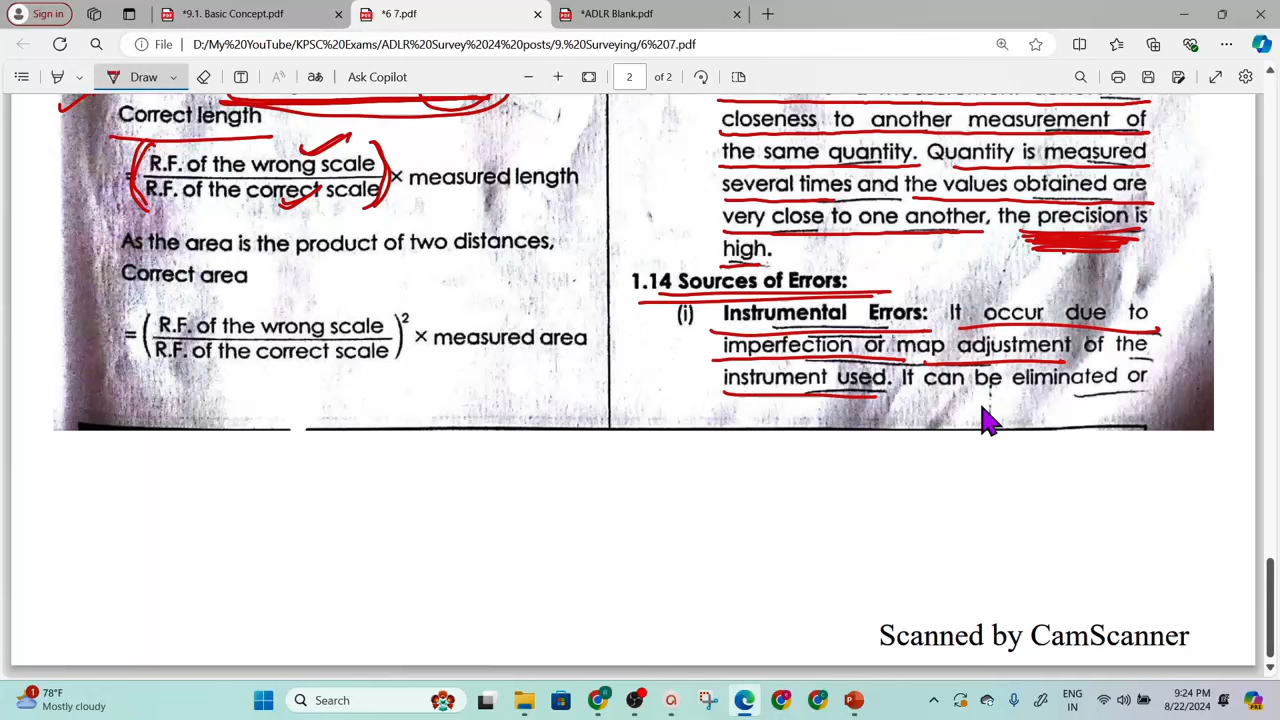 Sign in
*9.1. Basic Concept.pdf
*6 7.pdf
*ADLR Blank.pdf
File
D:/My%20YouTube/KPSC%20Exams/ADLR%20Survey%2024%20posts/9.%20Surveying/6%207.pdf
Draw
Ask Copilot
2 of 2
Correct length
= (R.F. of the wrong scale / R.F. of the correct scale) × measured length
As the area is the product of two distances,
Correct area
= (R.F. of the wrong scale / R.F. of the correct scale)² × measured area
closeness to another measurement of
the same quantity. Quantity is measured
several times and the values obtained are
very close to one another, the precision is
high.
1.14 Sources of Errors:
(i) Instrumental Errors: It occur due to
imperfection or map adjustment of the
instrument used. It can be eliminated or
Scanned by CamScanner
1
78°F
Mostly cloudy
Search
ENG
IN
9:24 PM
8/22/2024